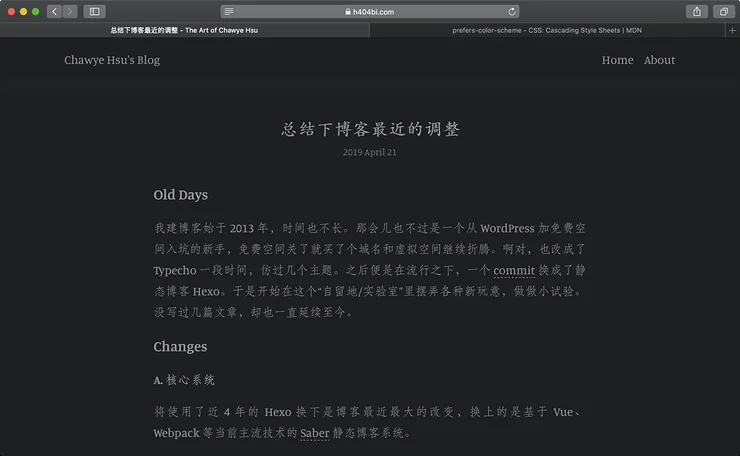 h404bi.com
总结下博客最近的调整 - The Art of Chawye Hsu
prefers-color-scheme - CSS: Cascading Style Sheets | MDN
Chawye Hsu's Blog
Home About
总结下博客最近的调整
2019 April 21
Old Days
我建博客始于 2013 年，时间也不长。那会儿也不过是一个从 WordPress 加免费空
间入坑的新手，免费空间关了就买了个域名和虚拟空间继续折腾。啊对，也改成了
Typecho 一段时间，仿过几个主题。之后便是在流行之下，一个 commit 换成了静
态博客 Hexo。于是开始在这个“自留地/实验室”里摆弄各种新玩意，做做小试验。
没写过几篇文章，却也一直延续至今。
Changes
A. 核心系统
将使用了近 4 年的 Hexo 换下是博客最近最大的改变，换上的是基于 Vue、
Webpack 等当前主流技术的 Saber 静态博客系统。